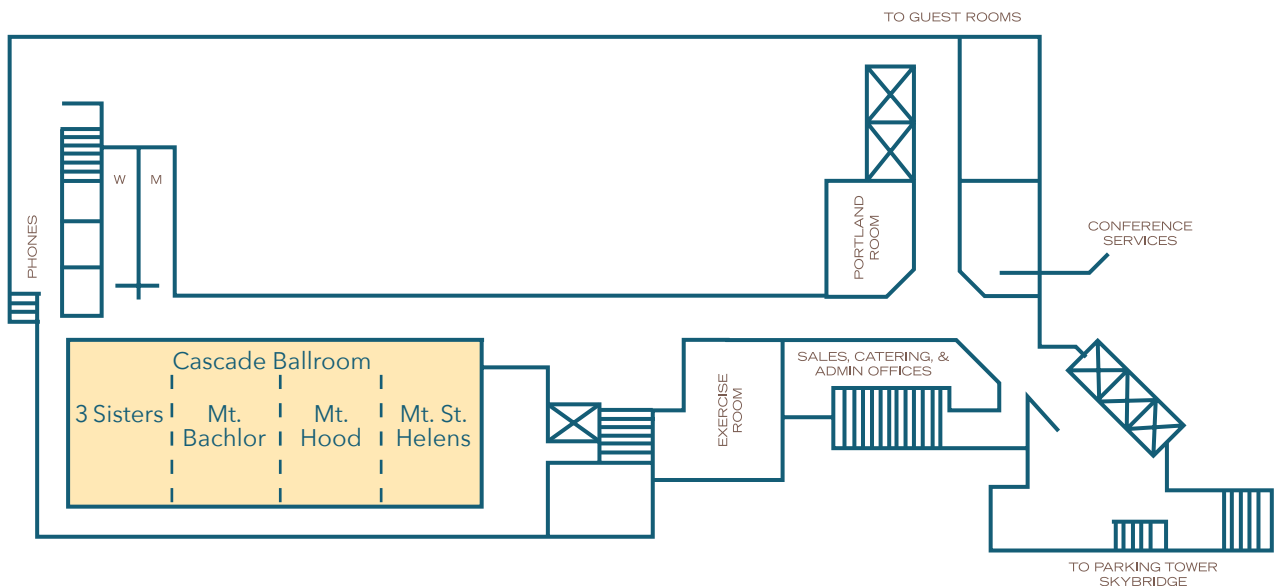 TO GUEST ROOMS
W
M
PHONES
PORTLAND
ROOM
CONFERENCE
SERVICES
Cascade Ballroom
3 Sisters
Mt.
Bachlor
Mt.
Hood
Mt. St.
Helens
EXERCISE
ROOM
SALES, CATERING, &
ADMIN OFFICES
TO PARKING TOWER
SKYBRIDGE